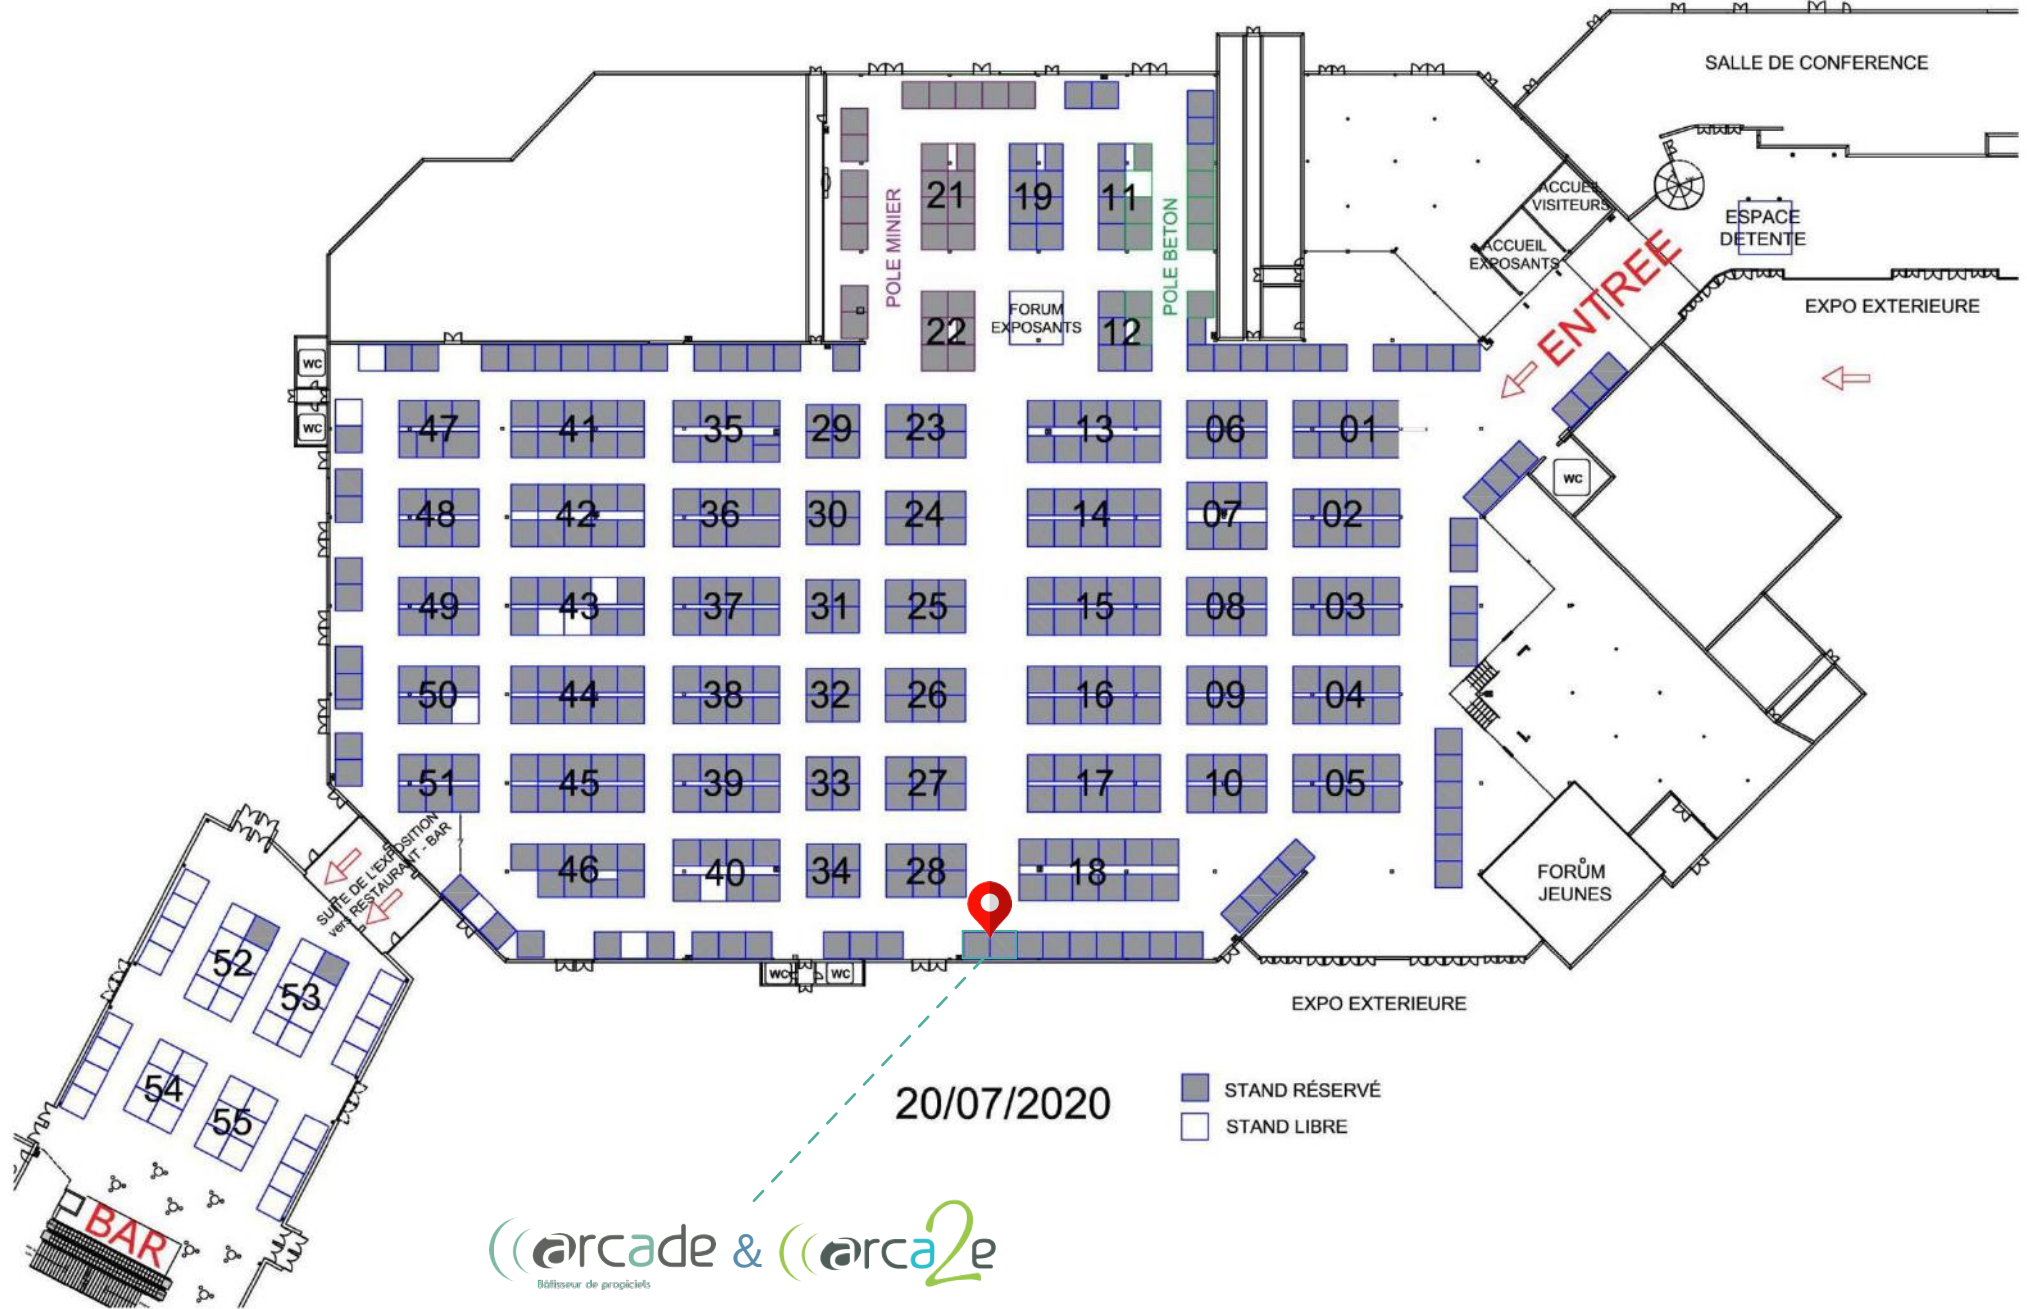 SALLE DE CONFERENCE
ACCUEIL
VISITEURS
ESPACE
DETENTE
ACCUEIL
EXPOSANTS
ENTREE
EXPO EXTERIEURE
POLE MINIER
21
19
11
POLE BETON
22
FORUM
EXPOSANTS
12
WC
WC
47
41
35
29
23
13
06
01
WC
48
42
36
30
24
14
07
02
49
43
37
31
25
15
08
03
50
44
38
32
26
16
09
04
51
45
39
33
27
17
10
05
46
40
34
28
18
FORUM
JEUNES
SUITE DE L'EXPOSITION
vers RESTAURANT - BAR
WC
WC
52
53
54
55
BAR
EXPO EXTERIEURE
20/07/2020
STAND RÉSERVÉ
STAND LIBRE
arcade & arca2e
Bâtisseur de progiciels